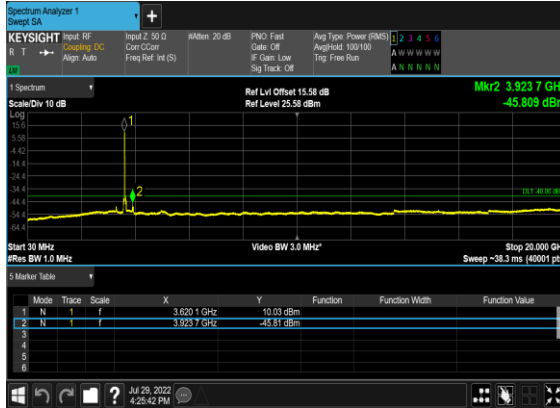 Spectrum Analyzer 1
Swept SA
+
KEYSIGHT Input: RF Input Z: 50 Ω #Atten: 20 dB PNO: Fast Avg Type: Power (RMS) 1 2 3 4 5 6
R T Coupling: DC Corr CCorr Gate: Off Avg|Hold: 100/100 A W W W W W
Align: Auto Freq Ref: Int (S) IF Gain: Low Trig: Free Run
Sig Track: Off A N N N N N
1 Spectrum
Scale/Div 10 dB
Ref Lvl Offset 15.58 dB
Ref Level 25.58 dBm
Mkr2 3.923 7 GH
-45.809 dBr
Log
15.6
5.58
-4.42
-14.4
-24.4
-34.4
-44.4
-54.4
-64.4
1
2
DL1 -40.00 dB
Start 30 MHz Video BW 3.0 MHz* Stop 20.000 GH
#Res BW 1.0 MHz Sweep ~38.3 ms (40001 pt
5 Marker Table
Mode Trace Scale X Y Function Function Width Function Value
1 N 1 f 3.620 1 GHz 10.03 dBm
2 N 1 f 3.923 7 GHz -45.81 dBm
3
4
5
6
?
Jul 29, 2022
4:25:42 PM